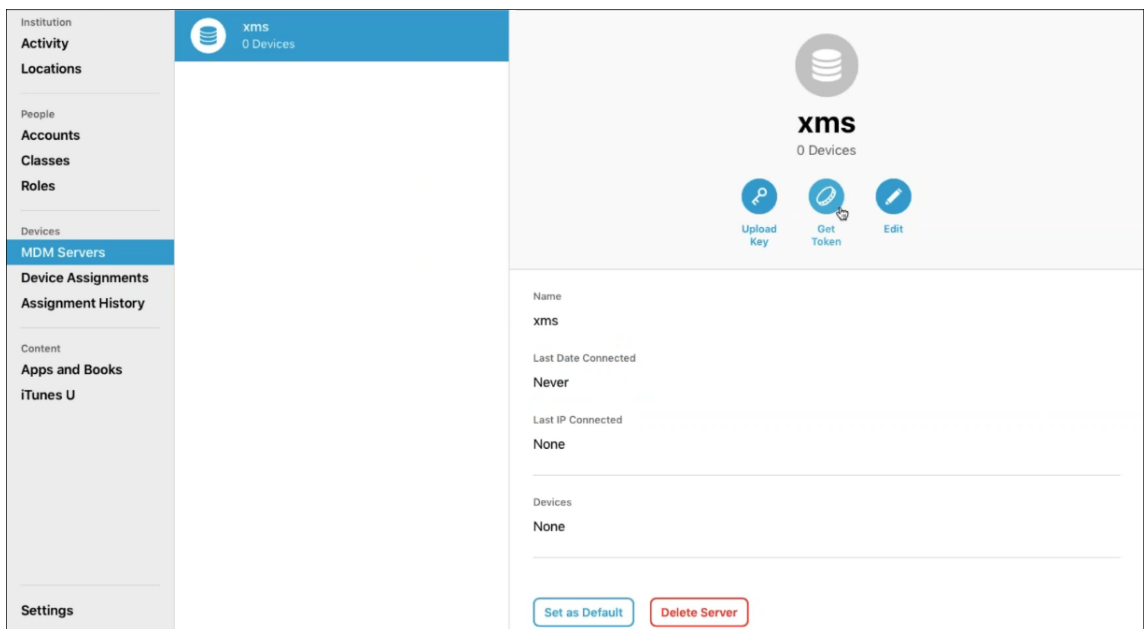 Institution
Activity
Locations
People
Accounts
Classes
Roles
Devices
MDM Servers
Device Assignments
Assignment History
Content
Apps and Books
iTunes U
Settings
xms
0 Devices
xms
0 Devices
Upload
Key
Get
Token
Edit
Name
xms
Last Date Connected
Never
Last IP Connected
None
Devices
None
Set as Default
Delete Server